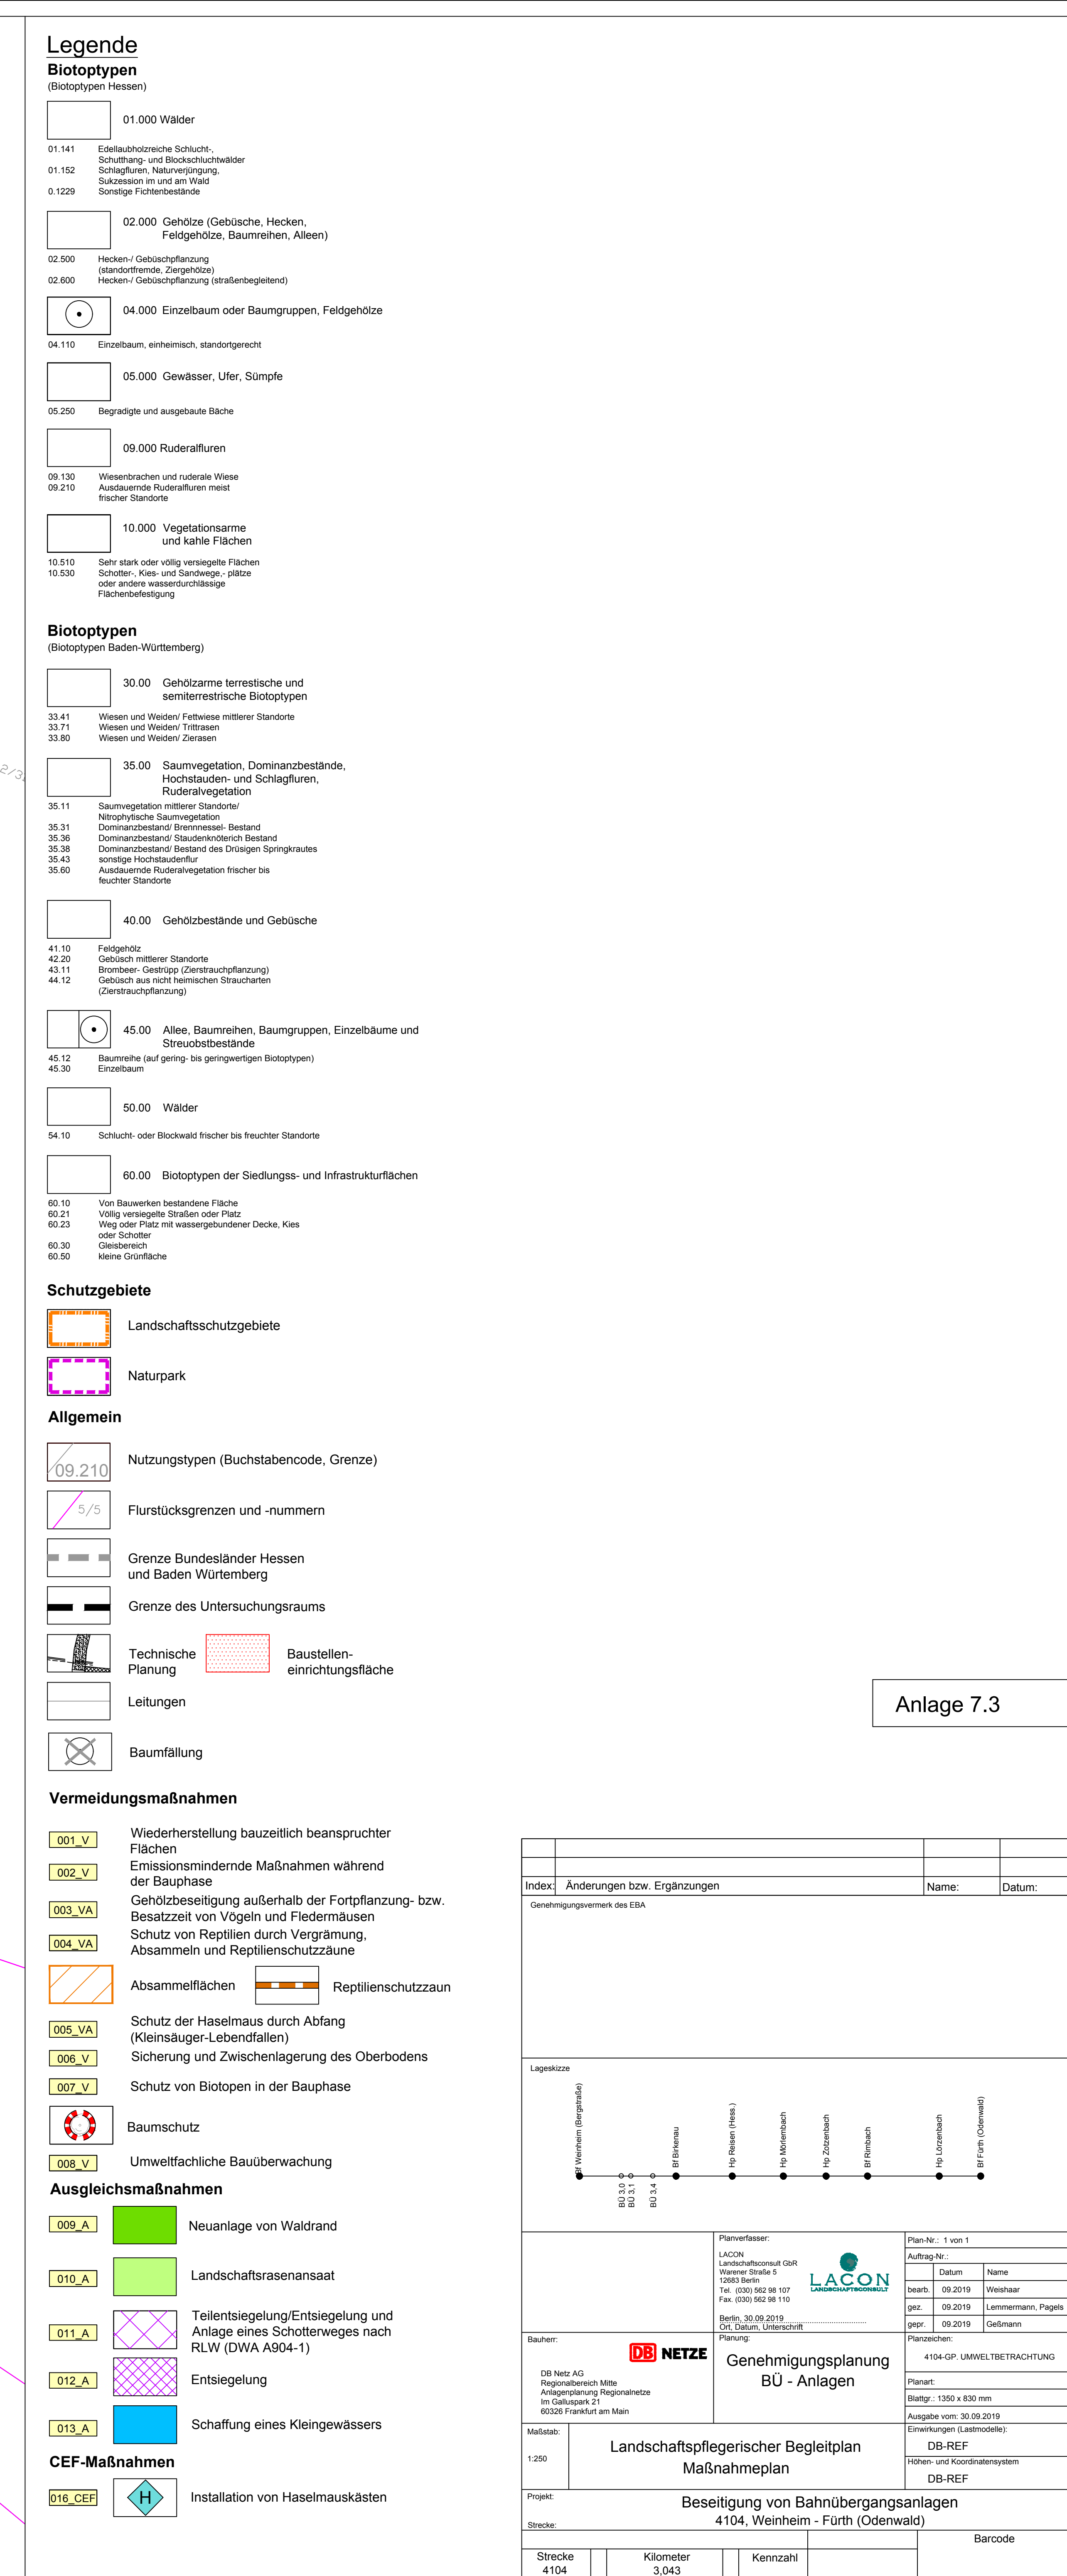 Legende
Biotoptypen
(Biotoptypen Hessen)
01.000 Wälder
01.141 Edellaubholzreiche Schlucht-,
Schutthang- und Blockschluchtwälder
01.152 Schlagfluren, Naturverjüngung,
Sukzession im und am Wald
0.1229 Sonstige Fichtenbestände
02.000 Gehölze (Gebüsche, Hecken,
Feldgehölze, Baumreihen, Alleen)
02.500 Hecken-/ Gebüschpflanzung
(standortfremde, Ziergehölze)
02.600 Hecken-/ Gebüschpflanzung (straßenbegleitend)
04.000 Einzelbaum oder Baumgruppen, Feldgehölze
04.110 Einzelbaum, einheimisch, standortgerecht
05.000 Gewässer, Ufer, Sümpfe
05.250 Begradigte und ausgebaute Bäche
09.000 Ruderalfluren
09.130 Wiesenbrachen und ruderale Wiese
09.210 Ausdauernde Ruderalfluren meist
frischer Standorte
10.000 Vegetationsarme
und kahle Flächen
10.510 Sehr stark oder völlig versiegelte Flächen
10.530 Schotter-, Kies- und Sandwege,- plätze
oder andere wasserdurchlässige
Flächenbefestigung
Biotoptypen
(Biotoptypen Baden-Württemberg)
30.00 Gehölzarme terrestische und
semiterrestrische Biotoptypen
33.41 Wiesen und Weiden/ Fettwiese mittlerer Standorte
33.71 Wiesen und Weiden/ Trittrasen
33.80 Wiesen und Weiden/ Zierasen
35.00 Saumvegetation, Dominanzbestände,
Hochstauden- und Schlagfluren,
Ruderalvegetation
35.11 Saumvegetation mittlerer Standorte/
Nitrophytische Saumvegetation
35.31 Dominanzbestand/ Brennnessel- Bestand
35.36 Dominanzbestand/ Staudenknöterich Bestand
35.38 Dominanzbestand/ Bestand des Drüsigen Springkrautes
35.43 sonstige Hochstaudenflur
35.60 Ausdauernde Ruderalvegetation frischer bis
feuchter Standorte
40.00 Gehölzbestände und Gebüsche
41.10 Feldgehölz
42.20 Gebüsch mittlerer Standorte
43.11 Brombeer- Gestrüpp (Zierstrauchpflanzung)
44.12 Gebüsch aus nicht heimischen Straucharten
(Zierstrauchpflanzung)
45.00 Allee, Baumreihen, Baumgruppen, Einzelbäume und
Streuobstbestände
45.12 Baumreihe (auf gering- bis geringwertigen Biotoptypen)
45.30 Einzelbaum
50.00 Wälder
54.10 Schlucht- oder Blockwald frischer bis freuchter Standorte
60.00 Biotoptypen der Siedlungss- und Infrastrukturflächen
60.10 Von Bauwerken bestandene Fläche
60.21 Völlig versiegelte Straßen oder Platz
60.23 Weg oder Platz mit wassergebundener Decke, Kies
oder Schotter
60.30 Gleisbereich
60.50 kleine Grünfläche
Schutzgebiete
Landschaftsschutzgebiete
Naturpark
Allgemein
09.210 Nutzungstypen (Buchstabencode, Grenze)
5/5 Flurstücksgrenzen und -nummern
Grenze Bundesländer Hessen
und Baden Würtemberg
Grenze des Untersuchungsraums
Technische
Planung
Baustellen-
einrichtungsfläche
Leitungen
Baumfällung
Anlage 7.3
Vermeidungsmaßnahmen
001_V Wiederherstellung bauzeitlich beanspruchter
Flächen
002_V Emissionsmindernde Maßnahmen während
der Bauphase
003_VA Gehölzbeseitigung außerhalb der Fortpflanzung- bzw.
Besatzzeit von Vögeln und Fledermäusen
004_VA Schutz von Reptilien durch Vergrämung,
Absammeln und Reptilienschutzzäune
Absammelflächen Reptilienschutzzaun
005_VA Schutz der Haselmaus durch Abfang
(Kleinsäuger-Lebendfallen)
006_V Sicherung und Zwischenlagerung des Oberbodens
007_V Schutz von Biotopen in der Bauphase
Baumschutz
008_V Umweltfachliche Bauüberwachung
Ausgleichsmaßnahmen
009_A Neuanlage von Waldrand
010_A Landschaftsrasenansaat
011_A Teilentsiegelung/Entsiegelung und
Anlage eines Schotterweges nach
RLW (DWA A904-1)
012_A Entsiegelung
013_A Schaffung eines Kleingewässers
CEF-Maßnahmen
016_CEF H Installation von Haselmauskästen
Index: Änderungen bzw. Ergänzungen Name: Datum:
Genehmigungsvermerk des EBA
Lageskizze
Bf Weinheim (Bergstraße)
BÜ 3,0
BÜ 3,1
BÜ 3,4
Bf Birkenau
Hp Reisen (Hess.)
Hp Mörlembach
Hp Zotzenbach
Bf Rimbach
Hp Lörzenbach
Bf Fürth (Odenwald)
Planverfasser:
LACON
Landschaftsconsult GbR
Warener Straße 5
12683 Berlin
Tel. (030) 562 98 107
Fax. (030) 562 98 110
LACON
LANDSCHAFTSCONSULT
Berlin, 30.09.2019
Ort, Datum, Unterschrift
Plan-Nr.: 1 von 1
Auftrag-Nr.:
Datum Name
bearb. 09.2019 Weishaar
gez. 09.2019 Lemmermann, Pagels
gepr. 09.2019 Geßmann
Bauherr:
DB NETZE
DB Netz AG
Regionalbereich Mitte
Anlagenplanung Regionalnetze
Im Galluspark 21
60326 Frankfurt am Main
Planung:
Genehmigungsplanung
BÜ - Anlagen
Planzeichen:
4104-GP. UMWELTBETRACHTUNG
Planart:
Blattgr.: 1350 x 830 mm
Ausgabe vom: 30.09.2019
Maßstab:
1:250
Landschaftspflegerischer Begleitplan
Maßnahmeplan
Einwirkungen (Lastmodelle):
DB-REF
Höhen- und Koordinatensystem
DB-REF
Projekt:
Beseitigung von Bahnübergangsanlagen
Strecke:
4104, Weinheim - Fürth (Odenwald)
Barcode
Strecke Kilometer Kennzahl
4104 3,043